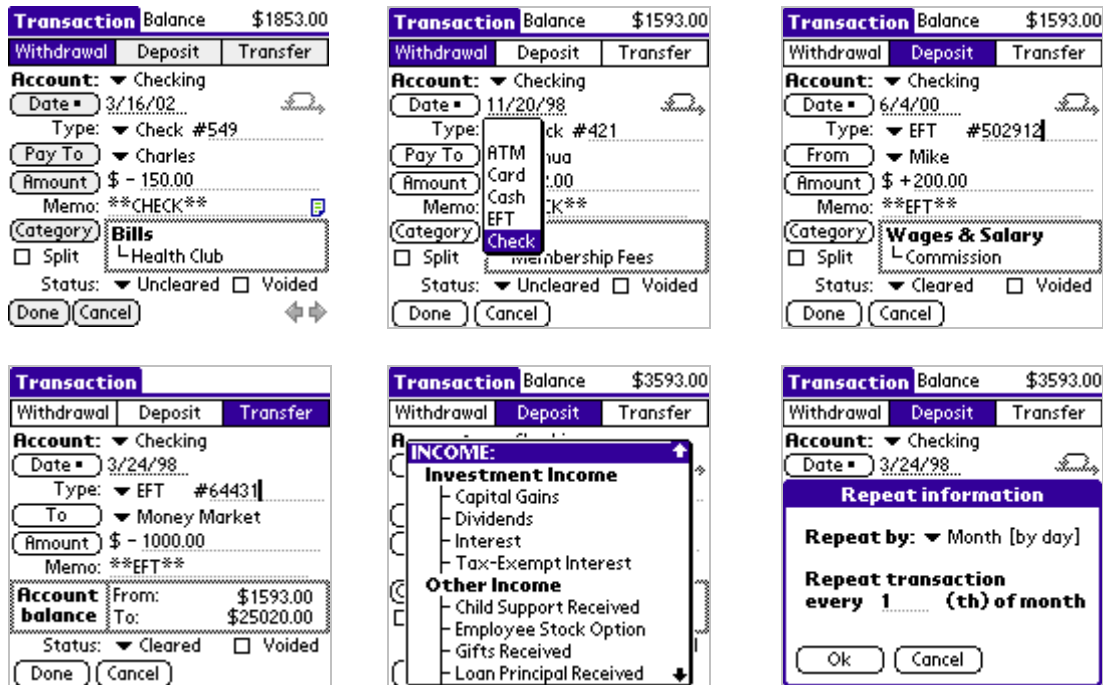 Transaction Balance $1853.00
Withdrawal Deposit Transfer
Account: Checking
Date 3/16/02
Type: Check #549
Pay To Charles
Amount $ - 150.00
Memo: **CHECK**
Category Bills
Split Health Club
Status: Uncleared Voided
Done Cancel
Transaction Balance $1593.00
Withdrawal Deposit Transfer
Account: Checking
Date 11/20/98
Type: ck #421
ATM
Pay To hua
Card
Amount .00
Cash
Memo: K**
EFT
Category
Check
Split Membership Fees
Status: Uncleared Voided
Done Cancel
Transaction Balance $1593.00
Withdrawal Deposit Transfer
Account: Checking
Date 6/4/00
Type: EFT #502912
From Mike
Amount $ +200.00
Memo: **EFT**
Category Wages & Salary
Split Commission
Status: Cleared Voided
Done Cancel
Transaction
Withdrawal Deposit Transfer
Account: Checking
Date 3/24/98
Type: EFT #64431
To Money Market
Amount $ - 1000.00
Memo: **EFT**
Account From: $1593.00
balance To: $25020.00
Status: Cleared Voided
Done Cancel
Transaction Balance $3593.00
Withdrawal Deposit Transfer
INCOME:
Investment Income
Capital Gains
Dividends
Interest
Tax-Exempt Interest
Other Income
Child Support Received
Employee Stock Option
Gifts Received
Loan Principal Received
Transaction Balance $3593.00
Withdrawal Deposit Transfer
Account: Checking
Date 3/24/98
Repeat information
Repeat by: Month [by day]
Repeat transaction
every 1 (th) of month
Ok Cancel